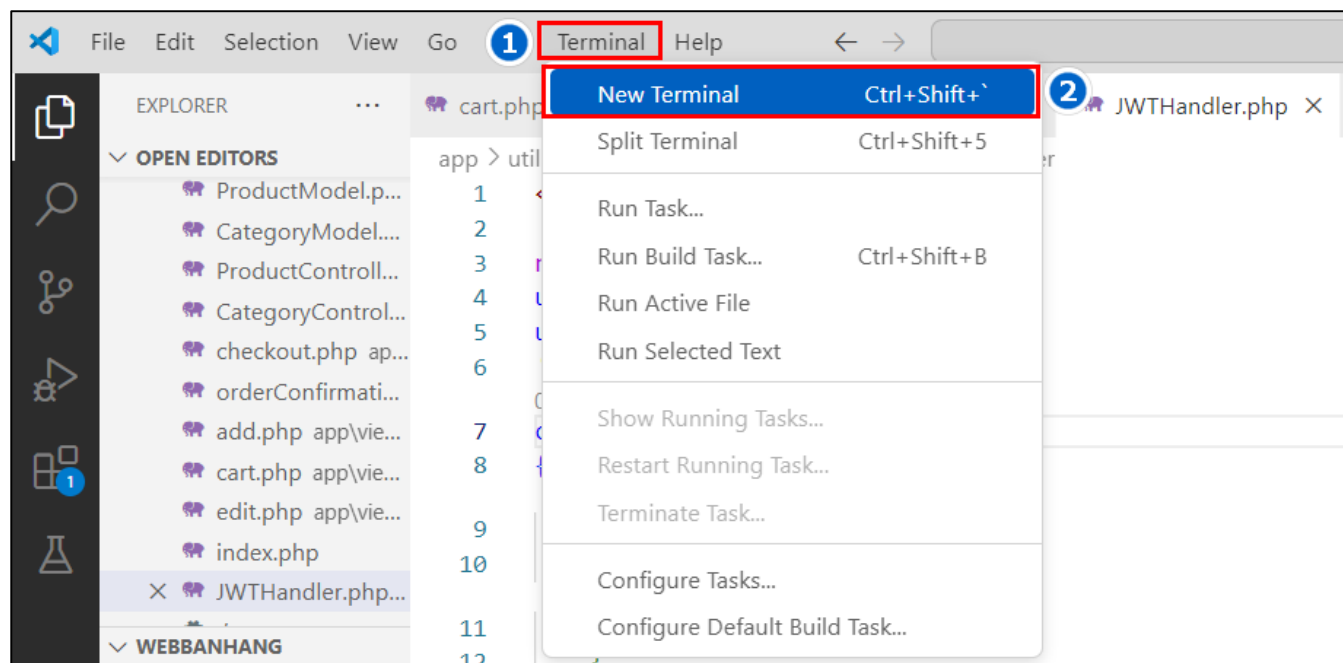 File Edit Selection View Go 1 Terminal Help
EXPLORER
OPEN EDITORS
ProductModel.p...
CategoryModel....
ProductControll...
CategoryControl...
checkout.php ap...
orderConfirmati...
add.php app\vie...
cart.php app\vie...
edit.php app\vie...
index.php
JWTHandler.php...
WEBBANHANG
1
cart.php
JWTHandler.php
app > util
1
2
3
4
5
6
7
8
9
10
11
12
New Terminal Ctrl+Shift+` 2
Split Terminal Ctrl+Shift+5
Run Task...
Run Build Task... Ctrl+Shift+B
Run Active File
Run Selected Text
Show Running Tasks...
Restart Running Task...
Terminate Task...
Configure Tasks...
Configure Default Build Task...